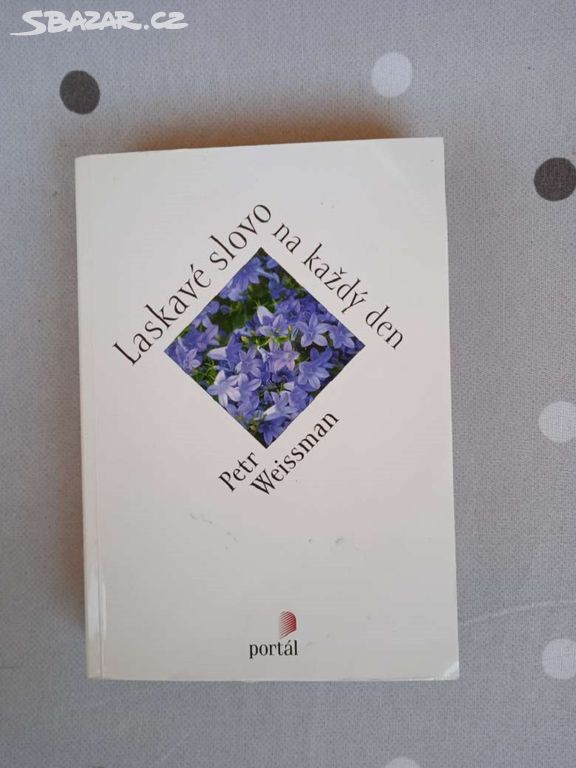 SBAZAR.CZ
Laskavé slovo
na každý den
Petr
Weissman
portál